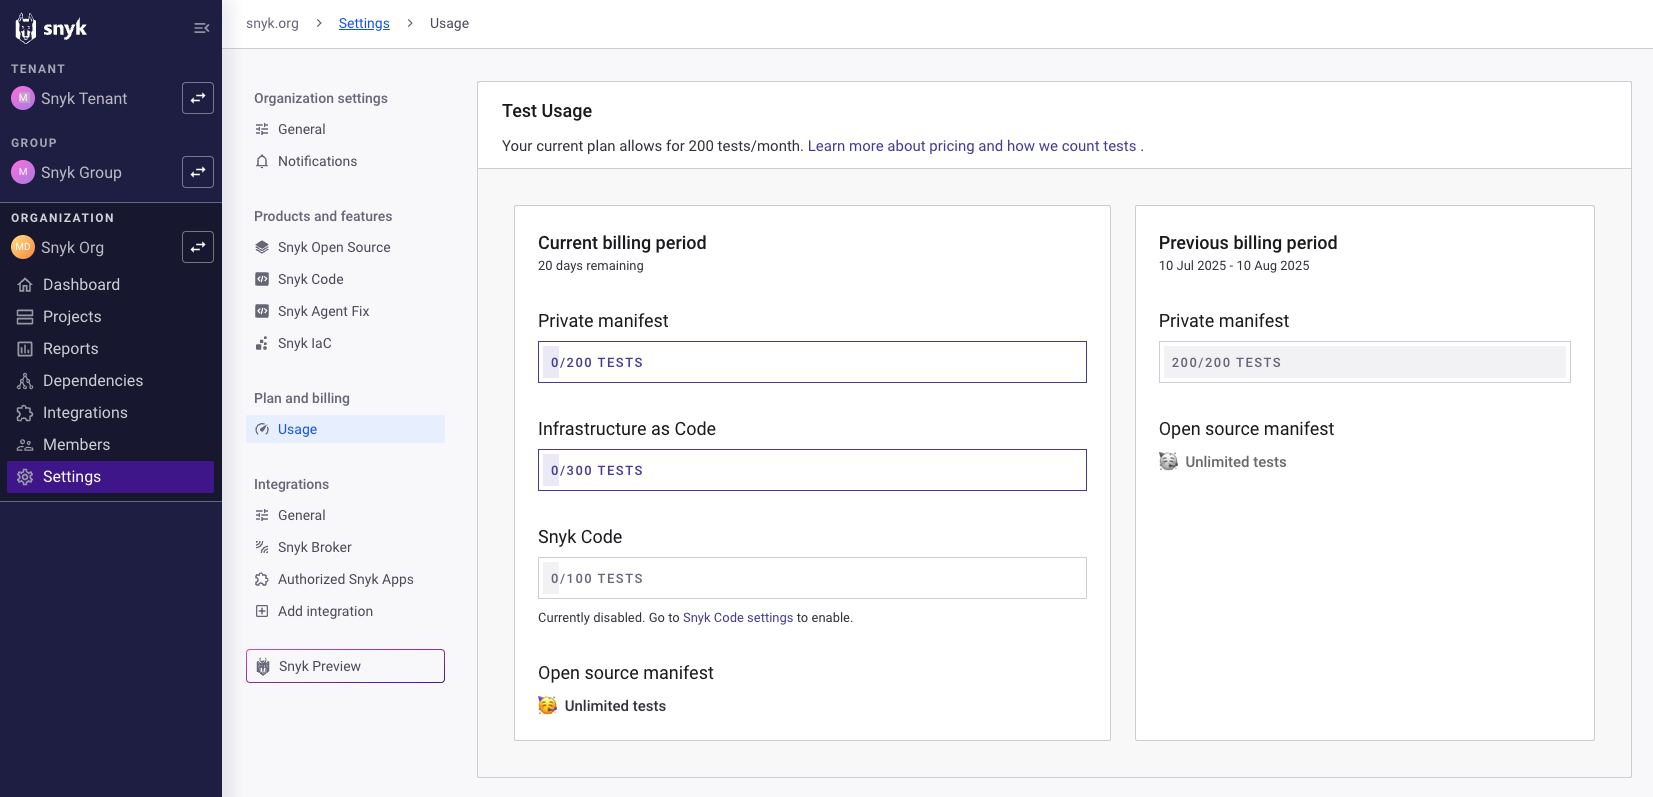 snyk
TENANT
M Snyk Tenant
GROUP
M Snyk Group
ORGANIZATION
MD Snyk Org
Dashboard
Projects
Reports
Dependencies
Integrations
Members
Settings
snyk.org > Settings > Usage
Organization settings
General
Notifications
Products and features
Snyk Open Source
Snyk Code
Snyk Agent Fix
Snyk IaC
Plan and billing
Usage
Integrations
General
Snyk Broker
Authorized Snyk Apps
Add integration
Snyk Preview
Test Usage
Your current plan allows for 200 tests/month. Learn more about pricing and how we count tests .
Current billing period
20 days remaining
Private manifest
0/200 TESTS
Infrastructure as Code
0/300 TESTS
Snyk Code
0/100 TESTS
Currently disabled. Go to Snyk Code settings to enable.
Open source manifest
Unlimited tests
Previous billing period
10 Jul 2025 - 10 Aug 2025
Private manifest
200/200 TESTS
Open source manifest
Unlimited tests